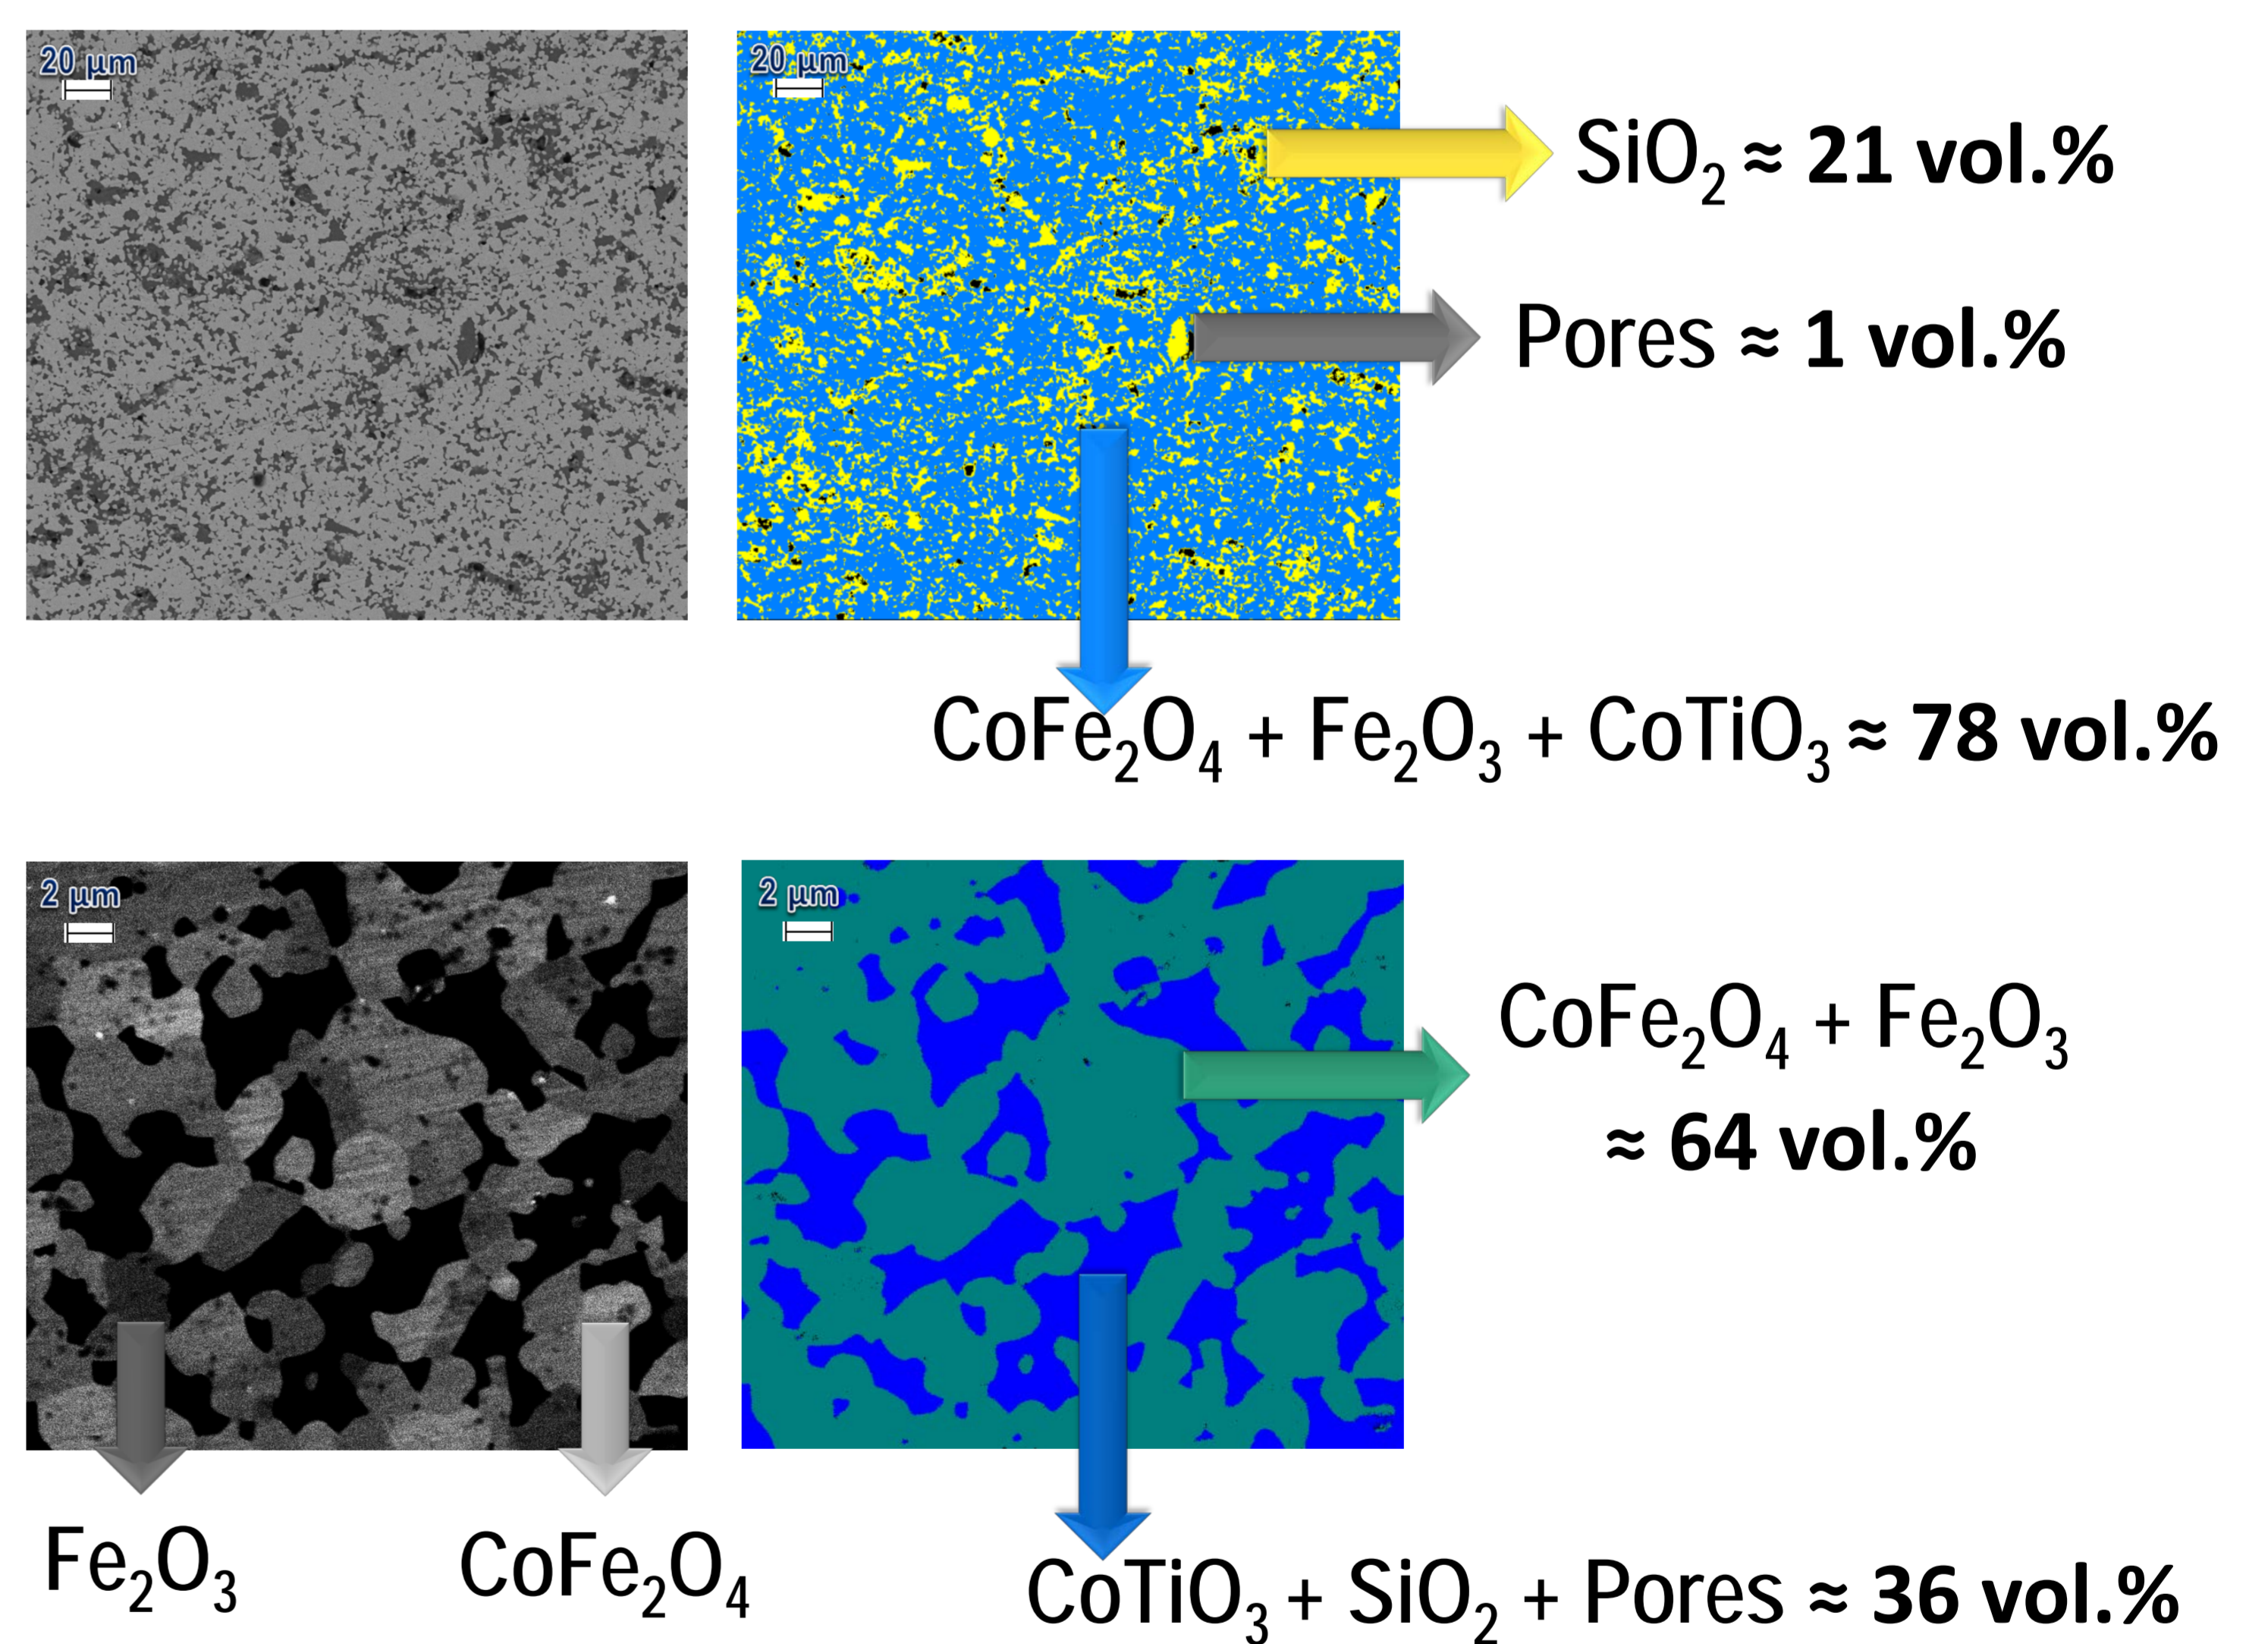 20 μm
20 μm
SiO₂ ≈ 21 vol.%
Pores ≈ 1 vol.%
CoFe₂O₄ + Fe₂O₃ + CoTiO₃ ≈ 78 vol.%
2 μm
2 μm
CoFe₂O₄ + Fe₂O₃
≈ 64 vol.%
Fe₂O₃
CoFe₂O₄
CoTiO₃ + SiO₂ + Pores ≈ 36 vol.%